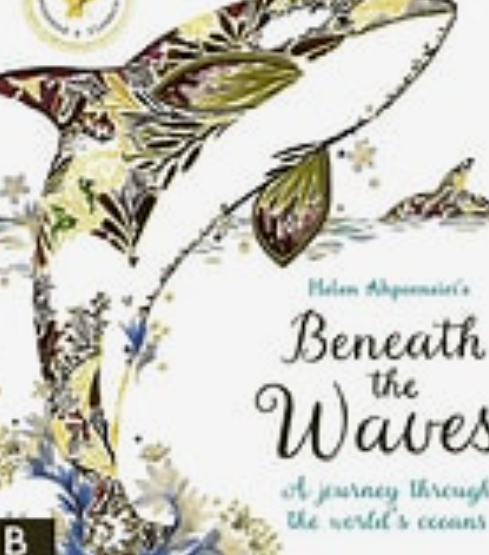 Helen Ahpornsiri's
Beneath
the
Waves
A journey through
the world's oceans
B